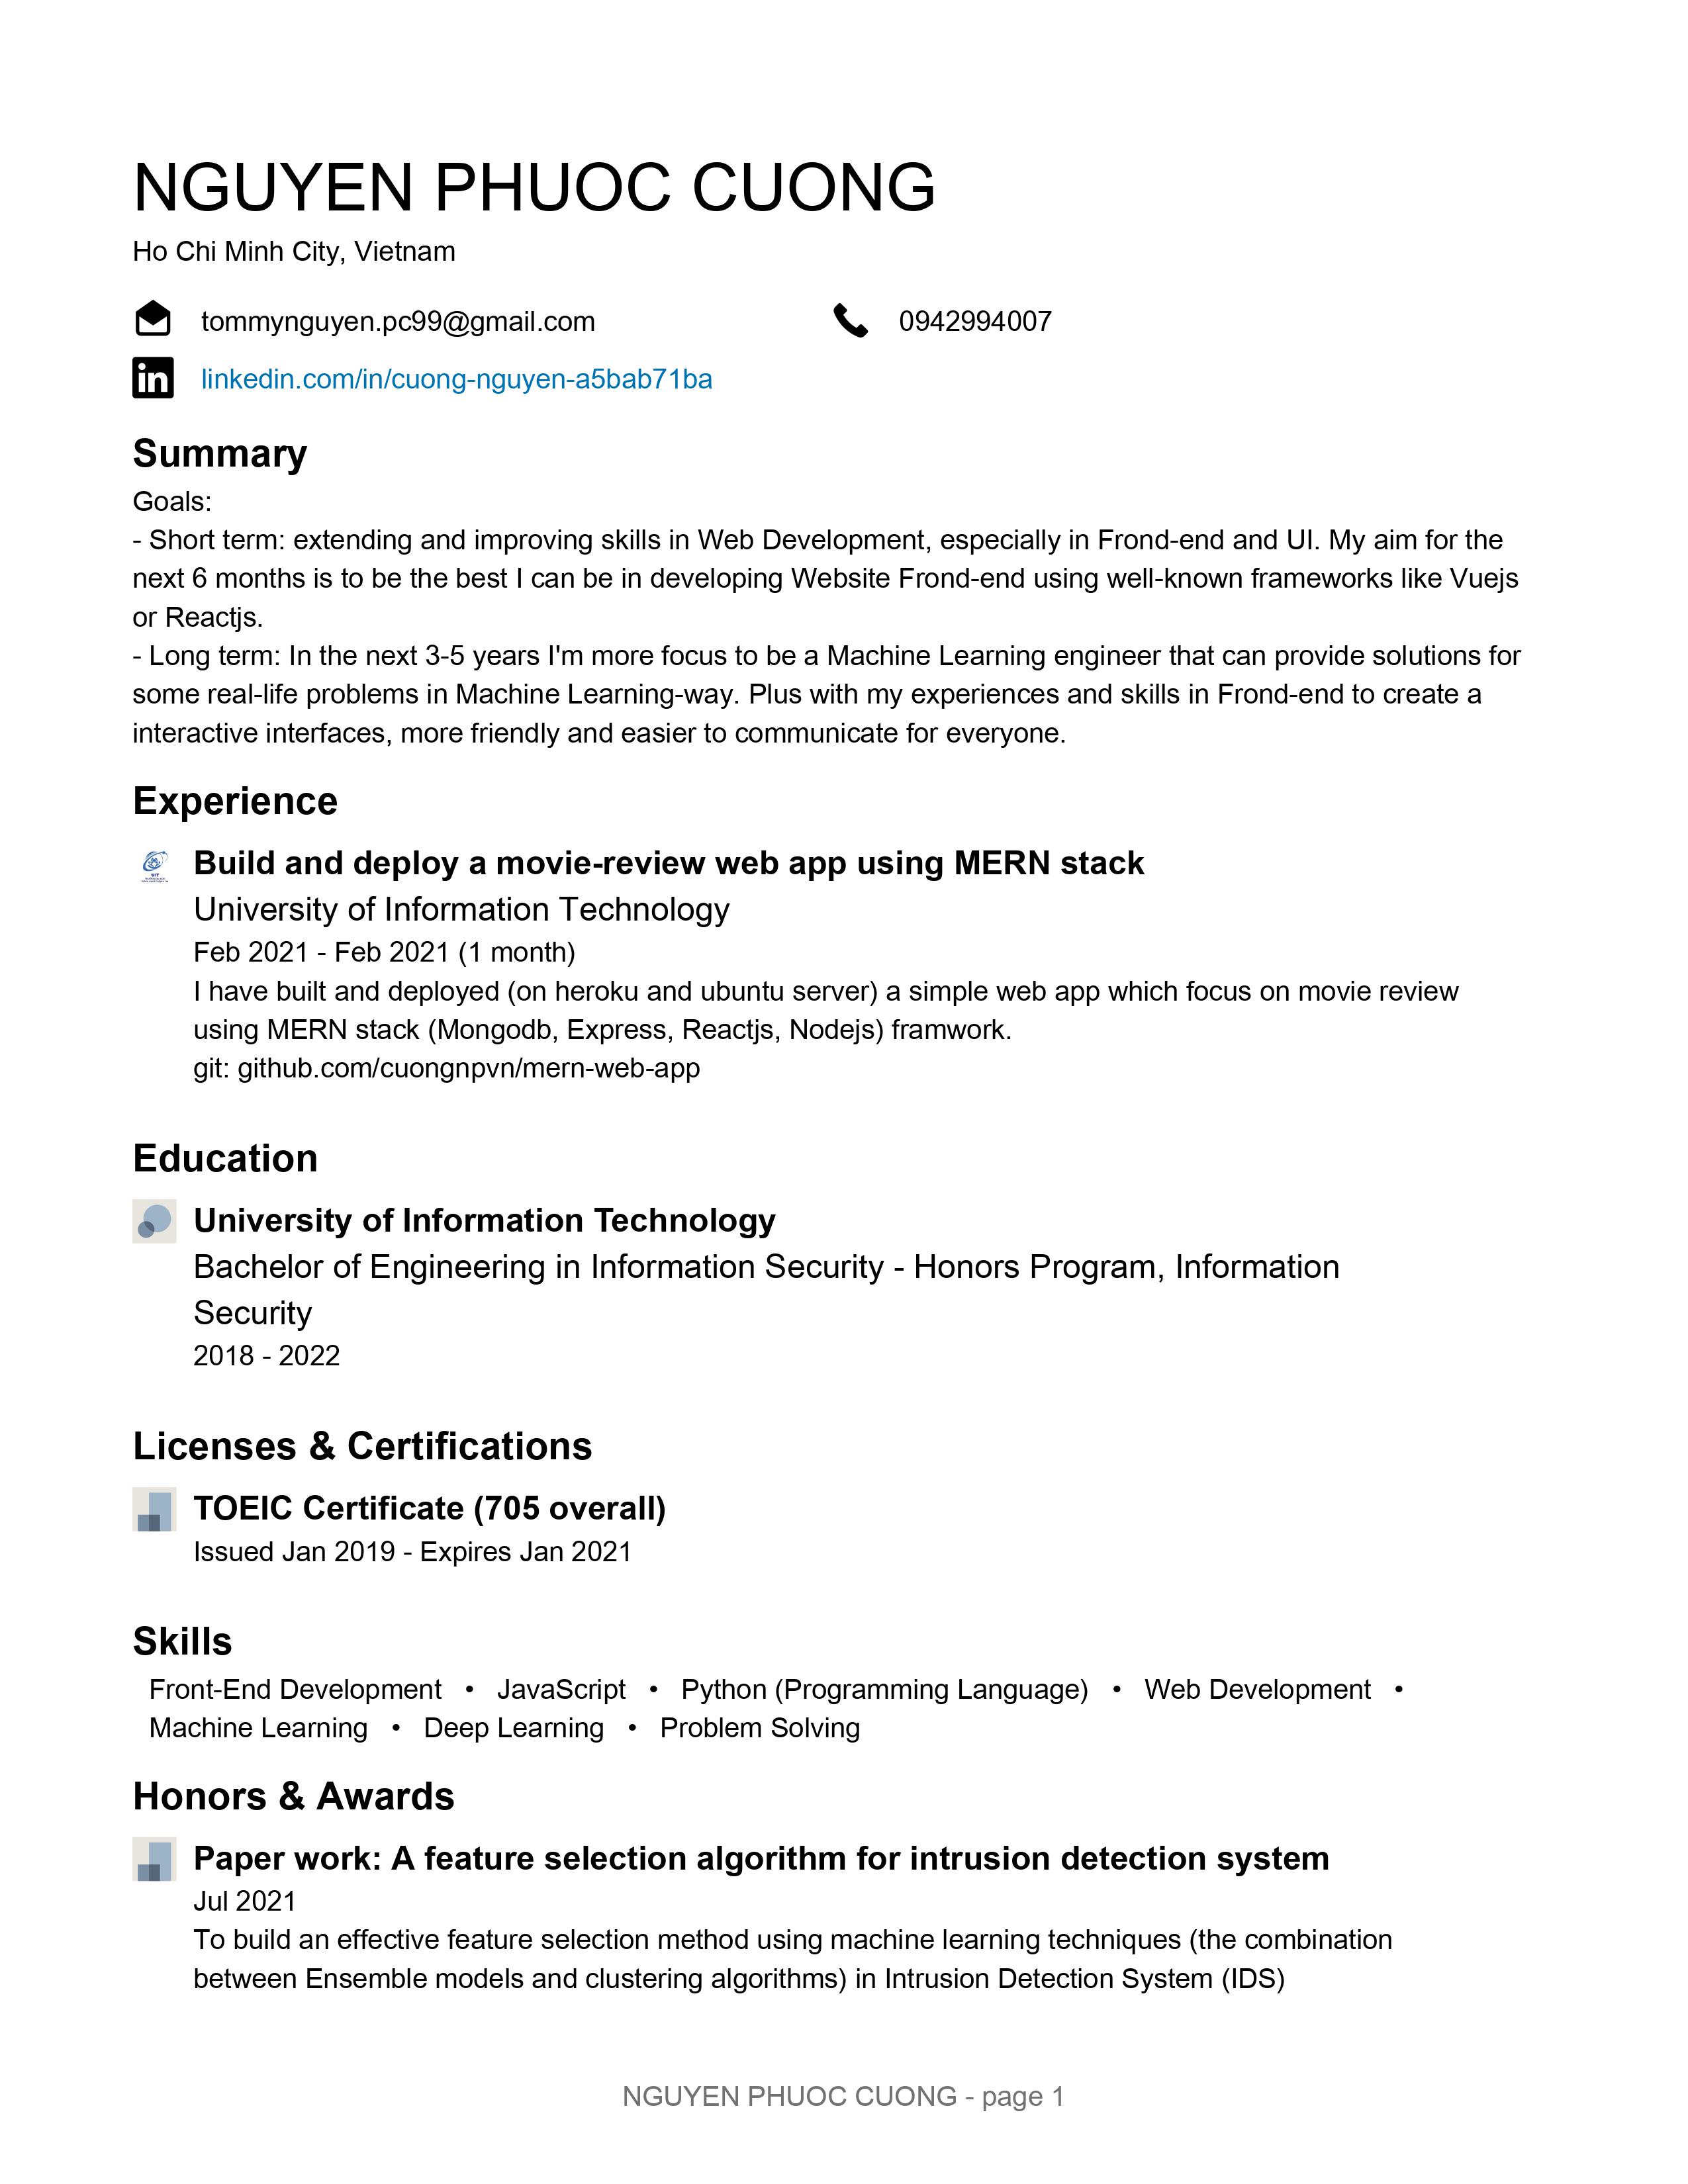 NGUYEN PHUOC CUONG
Ho Chi Minh City, Vietnam
tommynguyen.pc99@gmail.com
0942994007
in
linkedin.com/in/cuong-nguyen-a5bab71ba
Summary
Goals:
- Short term: extending and improving skills in Web Development, especially in Frond-end and UI. My aim for the
next 6 months is to be the best I can be in developing Website Frond-end using well-known frameworks like Vuejs
or Reactjs.
- Long term: In the next 3-5 years I'm more focus to be a Machine Learning engineer that can provide solutions for
some real-life problems in Machine Learning-way. Plus with my experiences and skills in Frond-end to create a
interactive interfaces, more friendly and easier to communicate for everyone.
Experience
Build and deploy a movie-review web app using MERN stack
UIT
University of Information Technology
Feb 2021 - Feb 2021 (1 month)
I have built and deployed (on heroku and ubuntu server) a simple web app which focus on movie review
using MERN stack (Mongodb, Express, Reactjs, Nodejs) framwork.
git: github.com/cuongnpvn/mern-web-app
Education
University of Information Technology
Bachelor of Engineering in Information Security - Honors Program, Information
Security
2018 - 2022
Licenses & Certifications
TOEIC Certificate (705 overall)
Issued Jan 2019 - Expires Jan 2021
Skills
Front-End Development • JavaScript • Python (Programming Language) • Web Development •
Machine Learning • Deep Learning • Problem Solving
Honors & Awards
Paper work: A feature selection algorithm for intrusion detection system
Jul 2021
To build an effective feature selection method using machine learning techniques (the combination
between Ensemble models and clustering algorithms) in Intrusion Detection System (IDS)
NGUYEN PHUOC CUONG - page 1